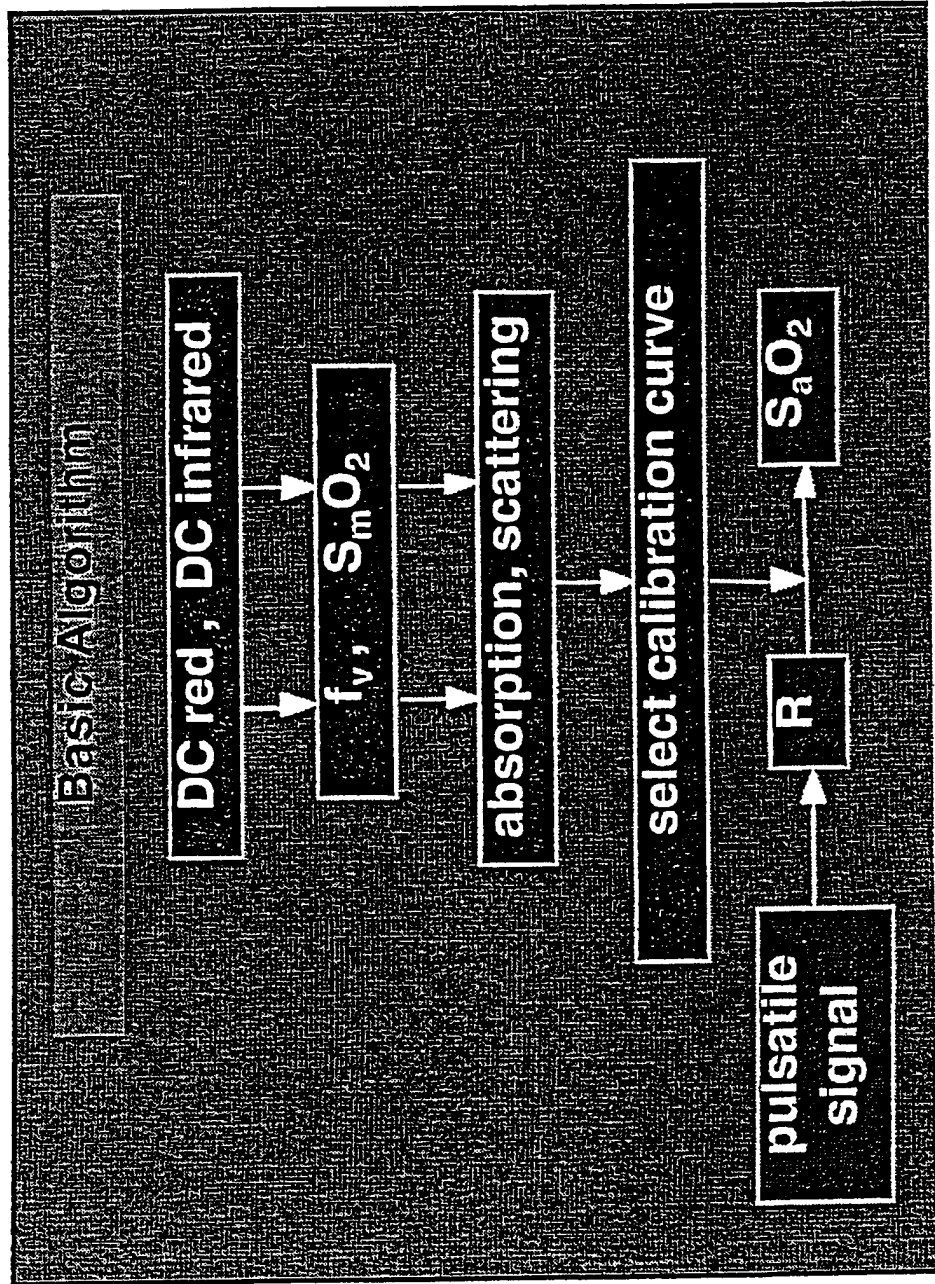 Basic Algorithm
DC red , DC infrared
fᵥ, SₘO₂
absorption, scattering
select calibration curve
pulsatile
signal
R
SₐO₂